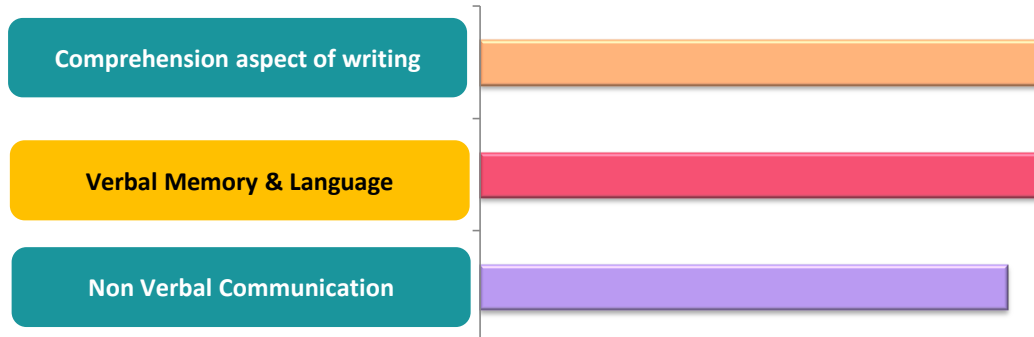 Comprehension aspect of writing
Verbal Memory & Language
Non Verbal Communication